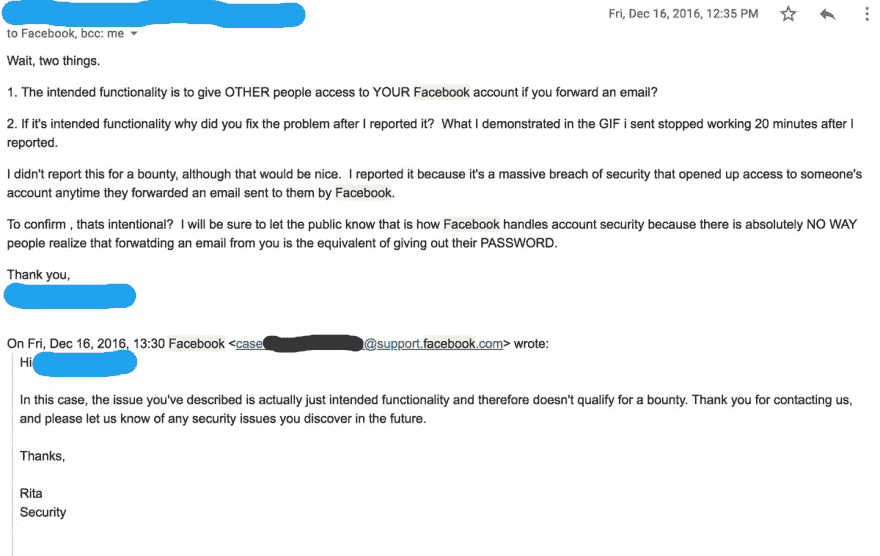 Fri, Dec 16, 2016, 12:35 PM
to Facebook, bcc: me
Wait, two things.
1. The intended functionality is to give OTHER people access to YOUR Facebook account if you forward an email?
2. If it's intended functionality why did you fix the problem after I reported it?  What I demonstrated in the GIF i sent stopped working 20 minutes after I
reported.
I didn't report this for a bounty, although that would be nice.  I reported it because it's a massive breach of security that opened up access to someone's
account anytime they forwarded an email sent to them by Facebook.
To confirm , thats intentional?  I will be sure to let the public know that is how Facebook handles account security because there is absolutely NO WAY
people realize that forwatding an email from you is the equivalent of giving out their PASSWORD.
Thank you,
On Fri, Dec 16, 2016, 13:30 Facebook <case @support.facebook.com> wrote:
Hi
In this case, the issue you've described is actually just intended functionality and therefore doesn't qualify for a bounty. Thank you for contacting us,
and please let us know of any security issues you discover in the future.
Thanks,
Rita
Security